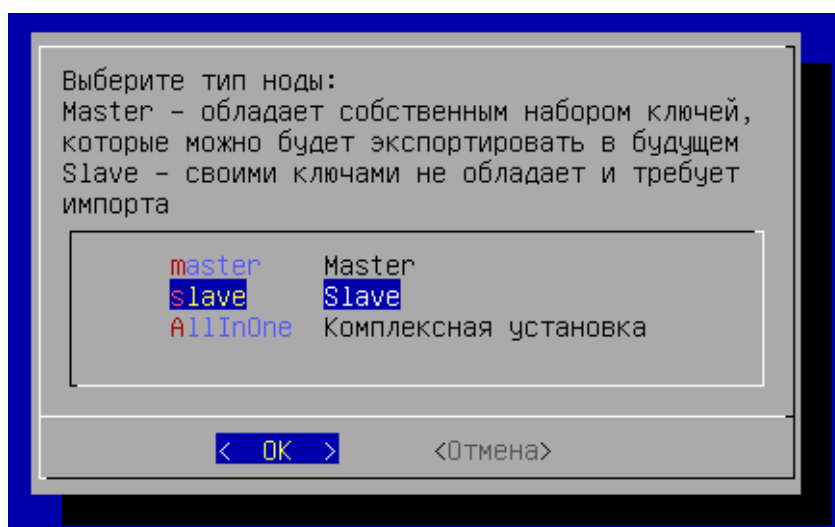 Выберите тип ноды:
Master – обладает собственным набором ключей,
которые можно будет экспортировать в будущем
Slave – своими ключами не обладает и требует
импорта
master Master
slave Slave
AllInOne Комплексная установка
< OK > <Отмена>